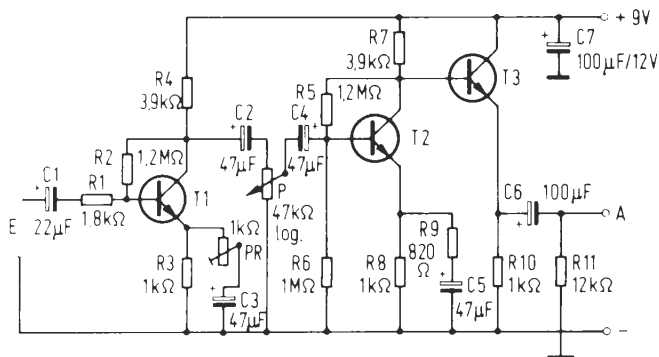 + 9V
R7
3,9kΩ
+
C7
100µF/12V
T3
R4
3,9kΩ
R5
1,2MΩ
C2
+
47µF
C4
+
47µF
T2
R2
1,2MΩ
C1
+
22µF
R1
1,8kΩ
T1
E
P
47kΩ
log.
C6
100µF
+
A
1kΩ
PR
R9
820
Ω
R3
1kΩ
+
C3
47µF
R6
1MΩ
R8
1kΩ
+
C5
47µF
R10
1kΩ
R11
12kΩ
−